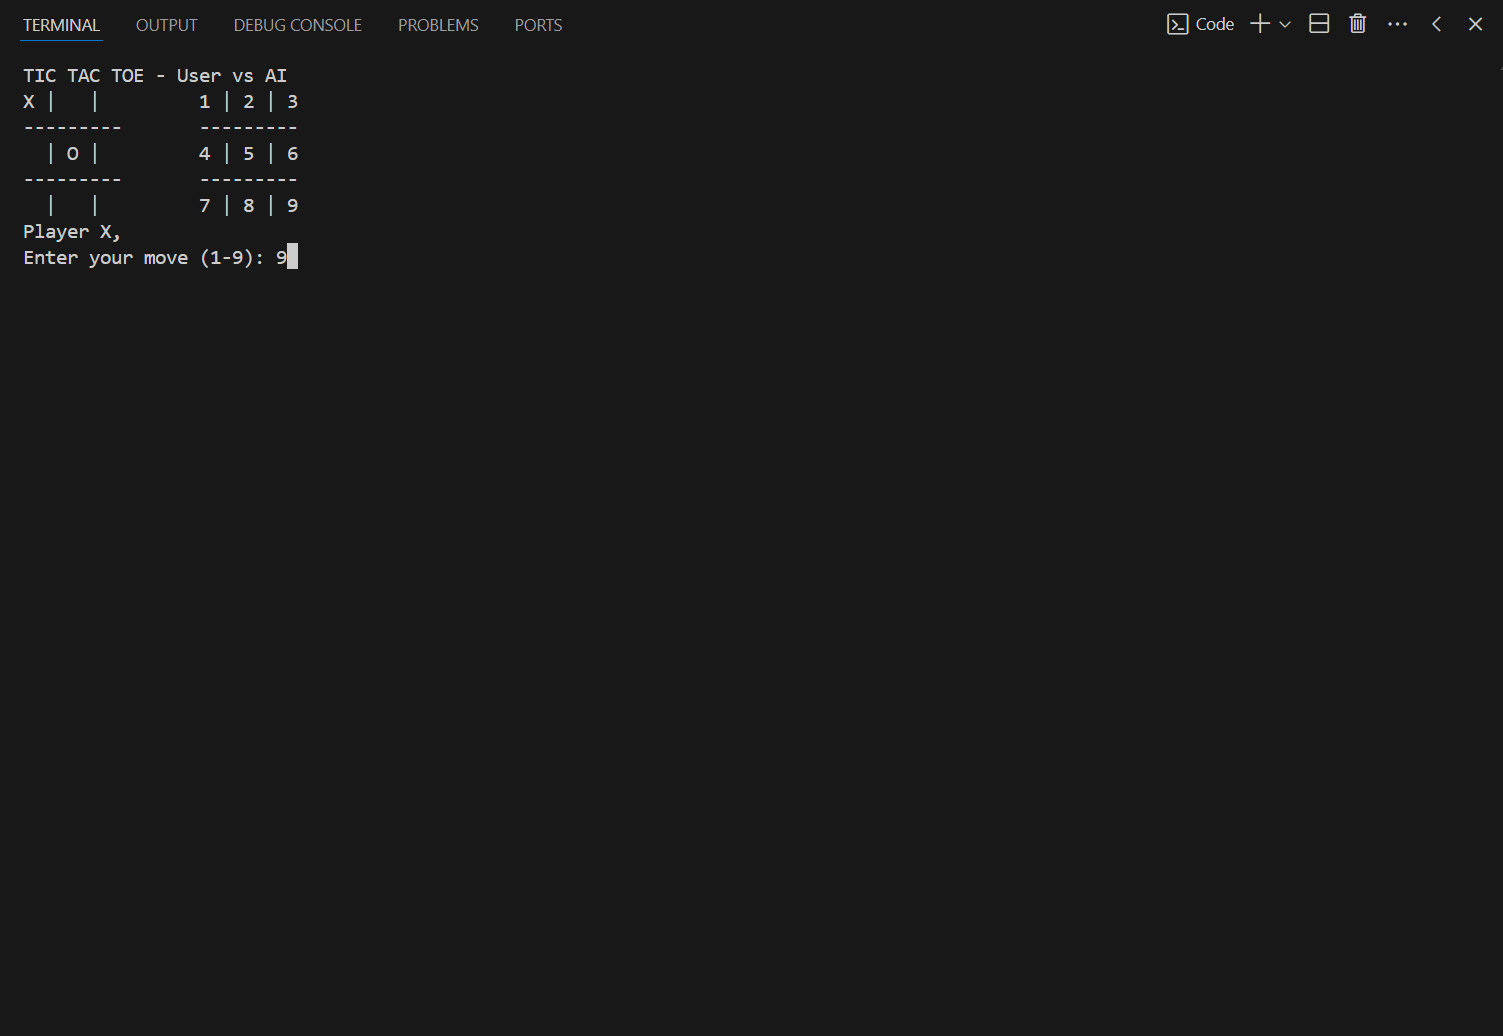 TERMINAL OUTPUT DEBUG CONSOLE PROBLEMS PORTS Code
TIC TAC TOE - User vs AI
X |   |         1 | 2 | 3
---------       ---------
  | O |         4 | 5 | 6
---------       ---------
  |   |         7 | 8 | 9
Player X,
Enter your move (1-9): 9